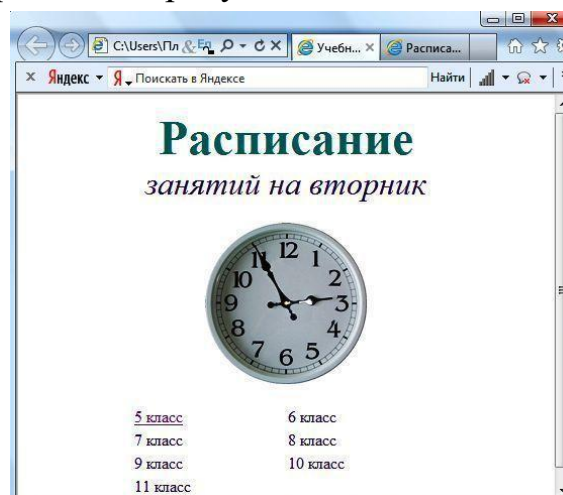 C:\Users\Пл
Учебн... ×
Расписа...
× Яндекс Я Поискать в Яндексе Найти
Расписание
занятий на вторник
12
11 1
10 2
9 3
8 4
7 6 5
5 класс 6 класс
7 класс 8 класс
9 класс 10 класс
11 класс